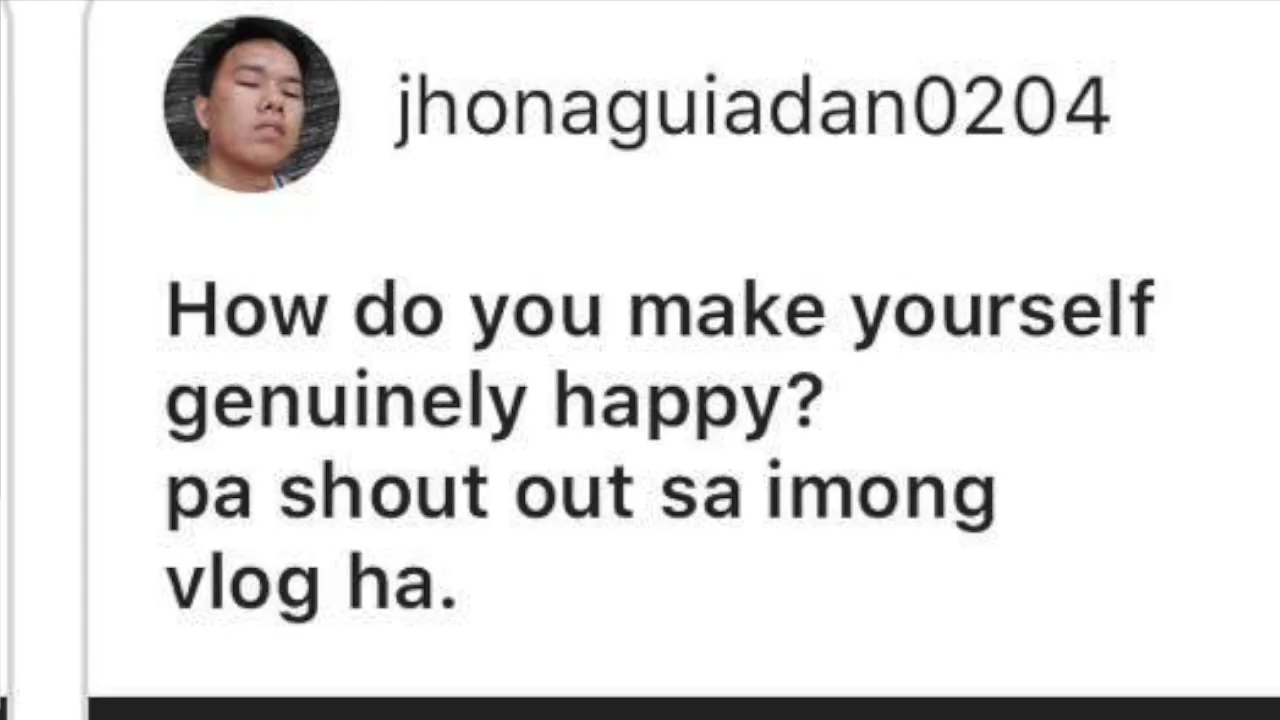 jhonaguiadan0204
How do you make yourself
genuinely happy?
pa shout out sa imong
vlog ha.